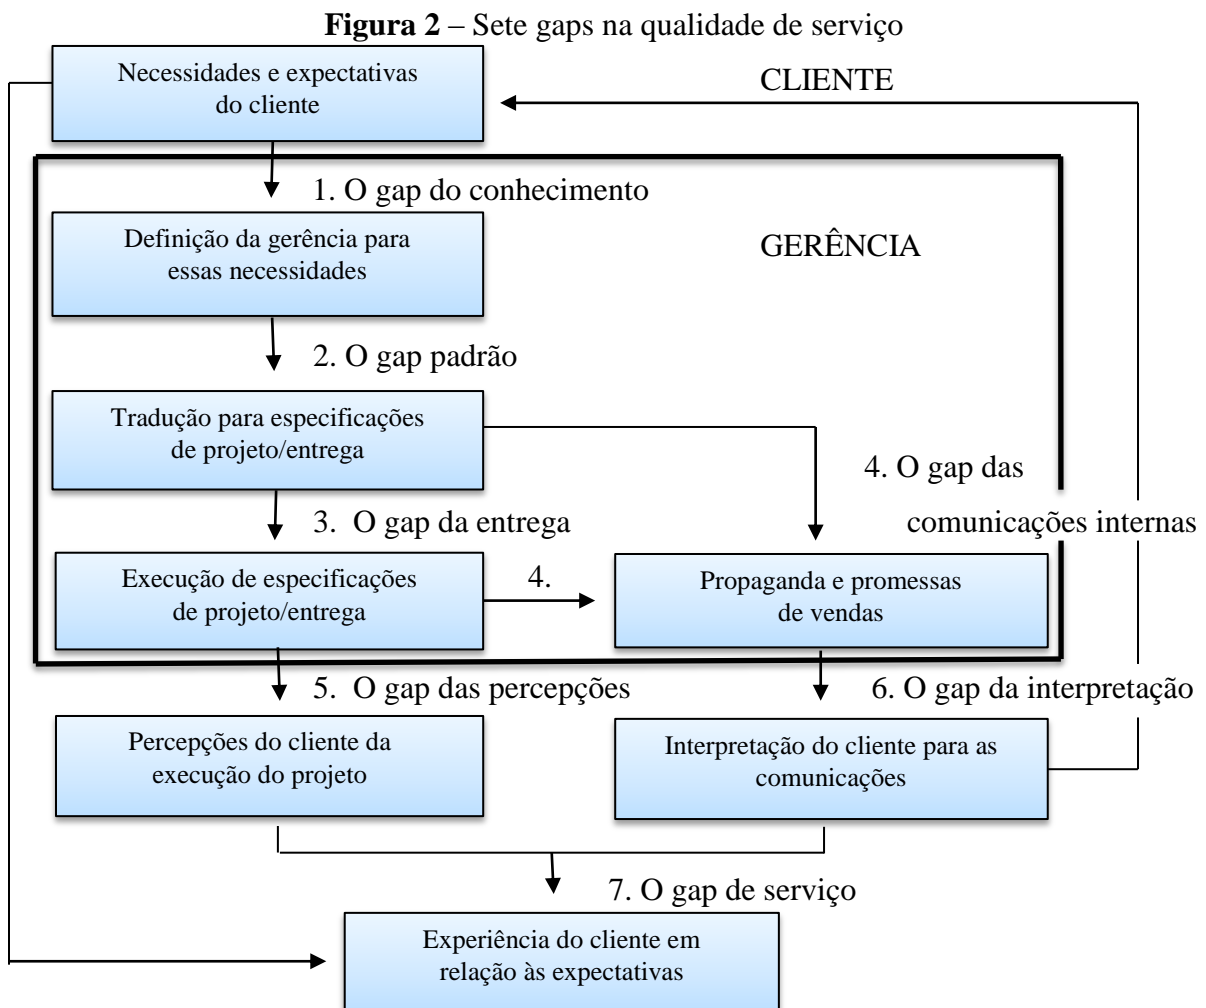 Figura 2 – Sete gaps na qualidade de serviço
Necessidades e expectativas
do cliente
CLIENTE
1. O gap do conhecimento
Definição da gerência para
essas necessidades
GERÊNCIA
2. O gap padrão
Tradução para especificações
de projeto/entrega
4. O gap das
comunicações internas
3. O gap da entrega
Execução de especificações
de projeto/entrega
4.
Propaganda e promessas
de vendas
5. O gap das percepções
6. O gap da interpretação
Percepções do cliente da
execução do projeto
Interpretação do cliente para as
comunicações
7. O gap de serviço
Experiência do cliente em
relação às expectativas